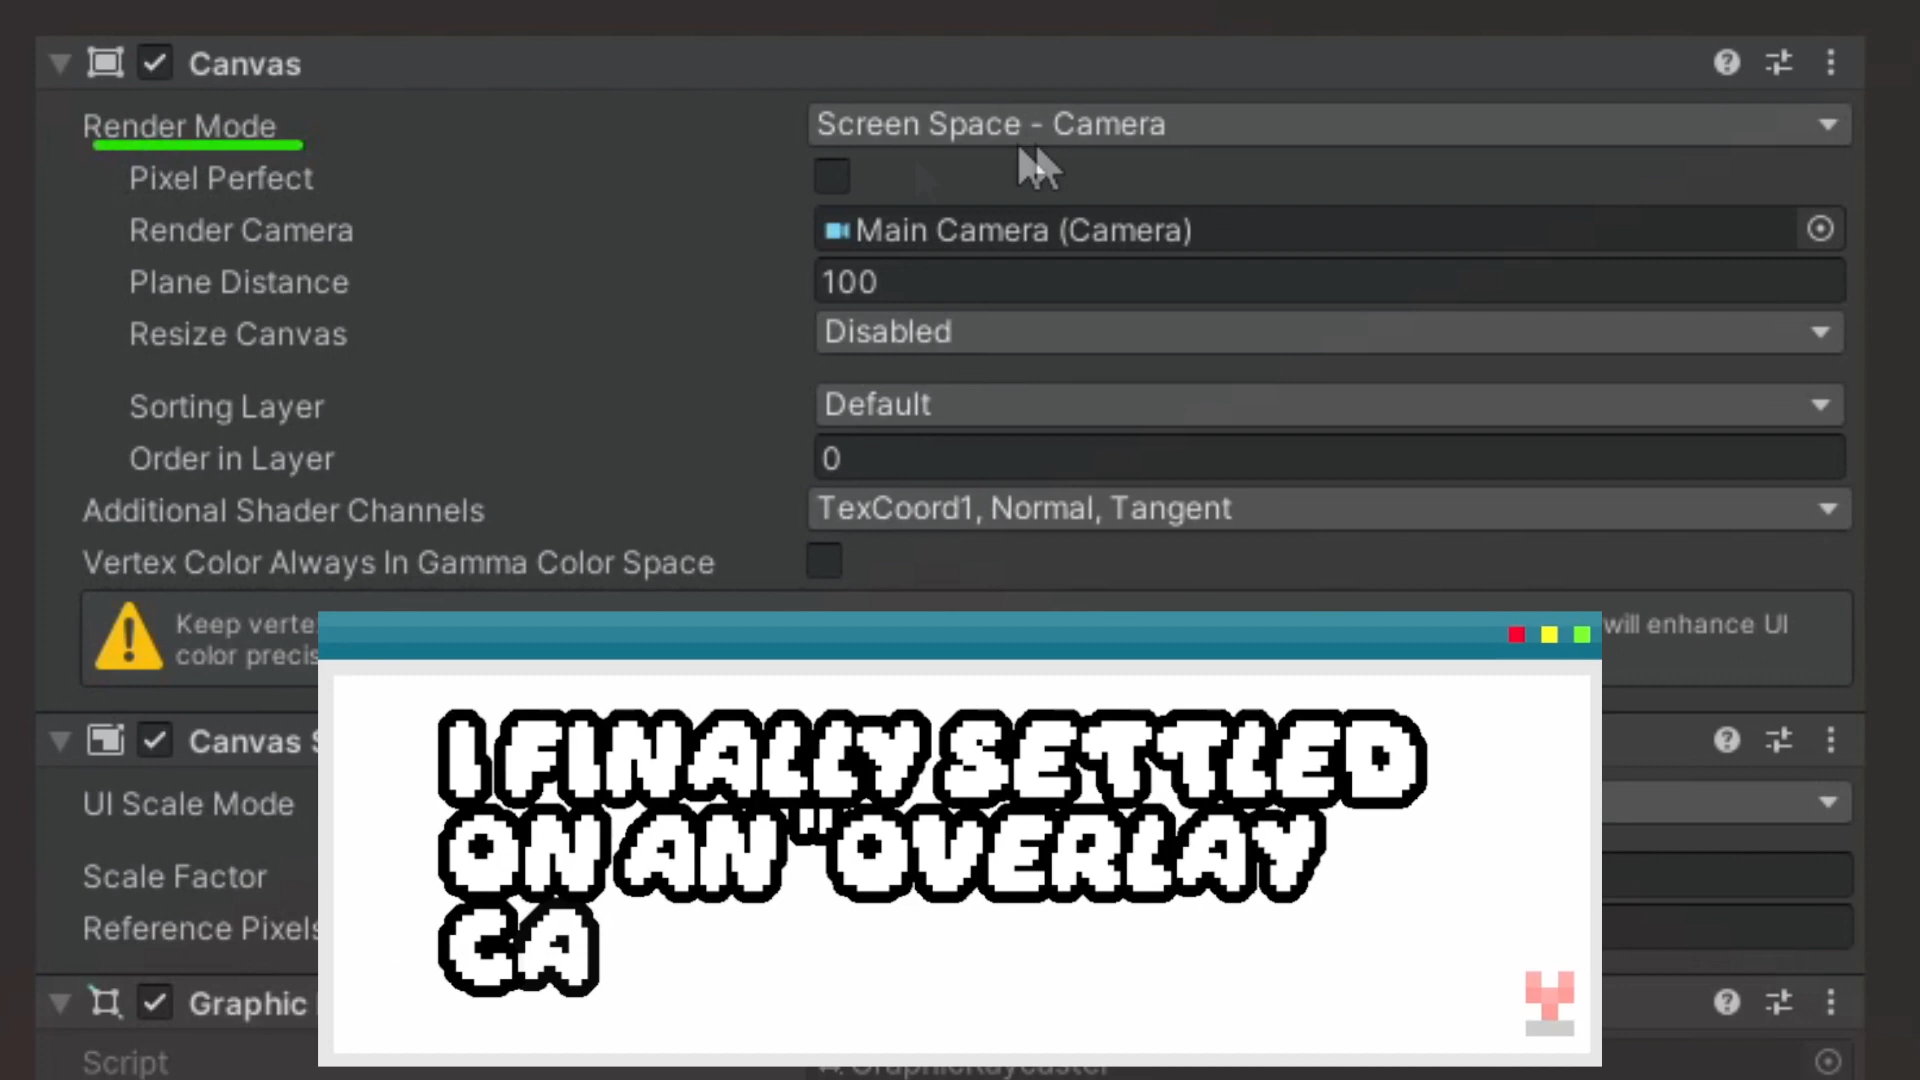 Canvas
Render Mode
Screen Space - Camera
Pixel Perfect
Render Camera
Main Camera (Camera)
Plane Distance
100
Resize Canvas
Disabled
Sorting Layer
Default
Order in Layer
0
Additional Shader Channels
TexCoord1, Normal, Tangent
Vertex Color Always In Gamma Color Space
Keep verte
will enhance UI
color precis
Canvas S
UI Scale Mode
Scale Factor
Reference Pixels
Graphic
Script
I FINALLY SETTLED
ON AN "OVERLAY
CA